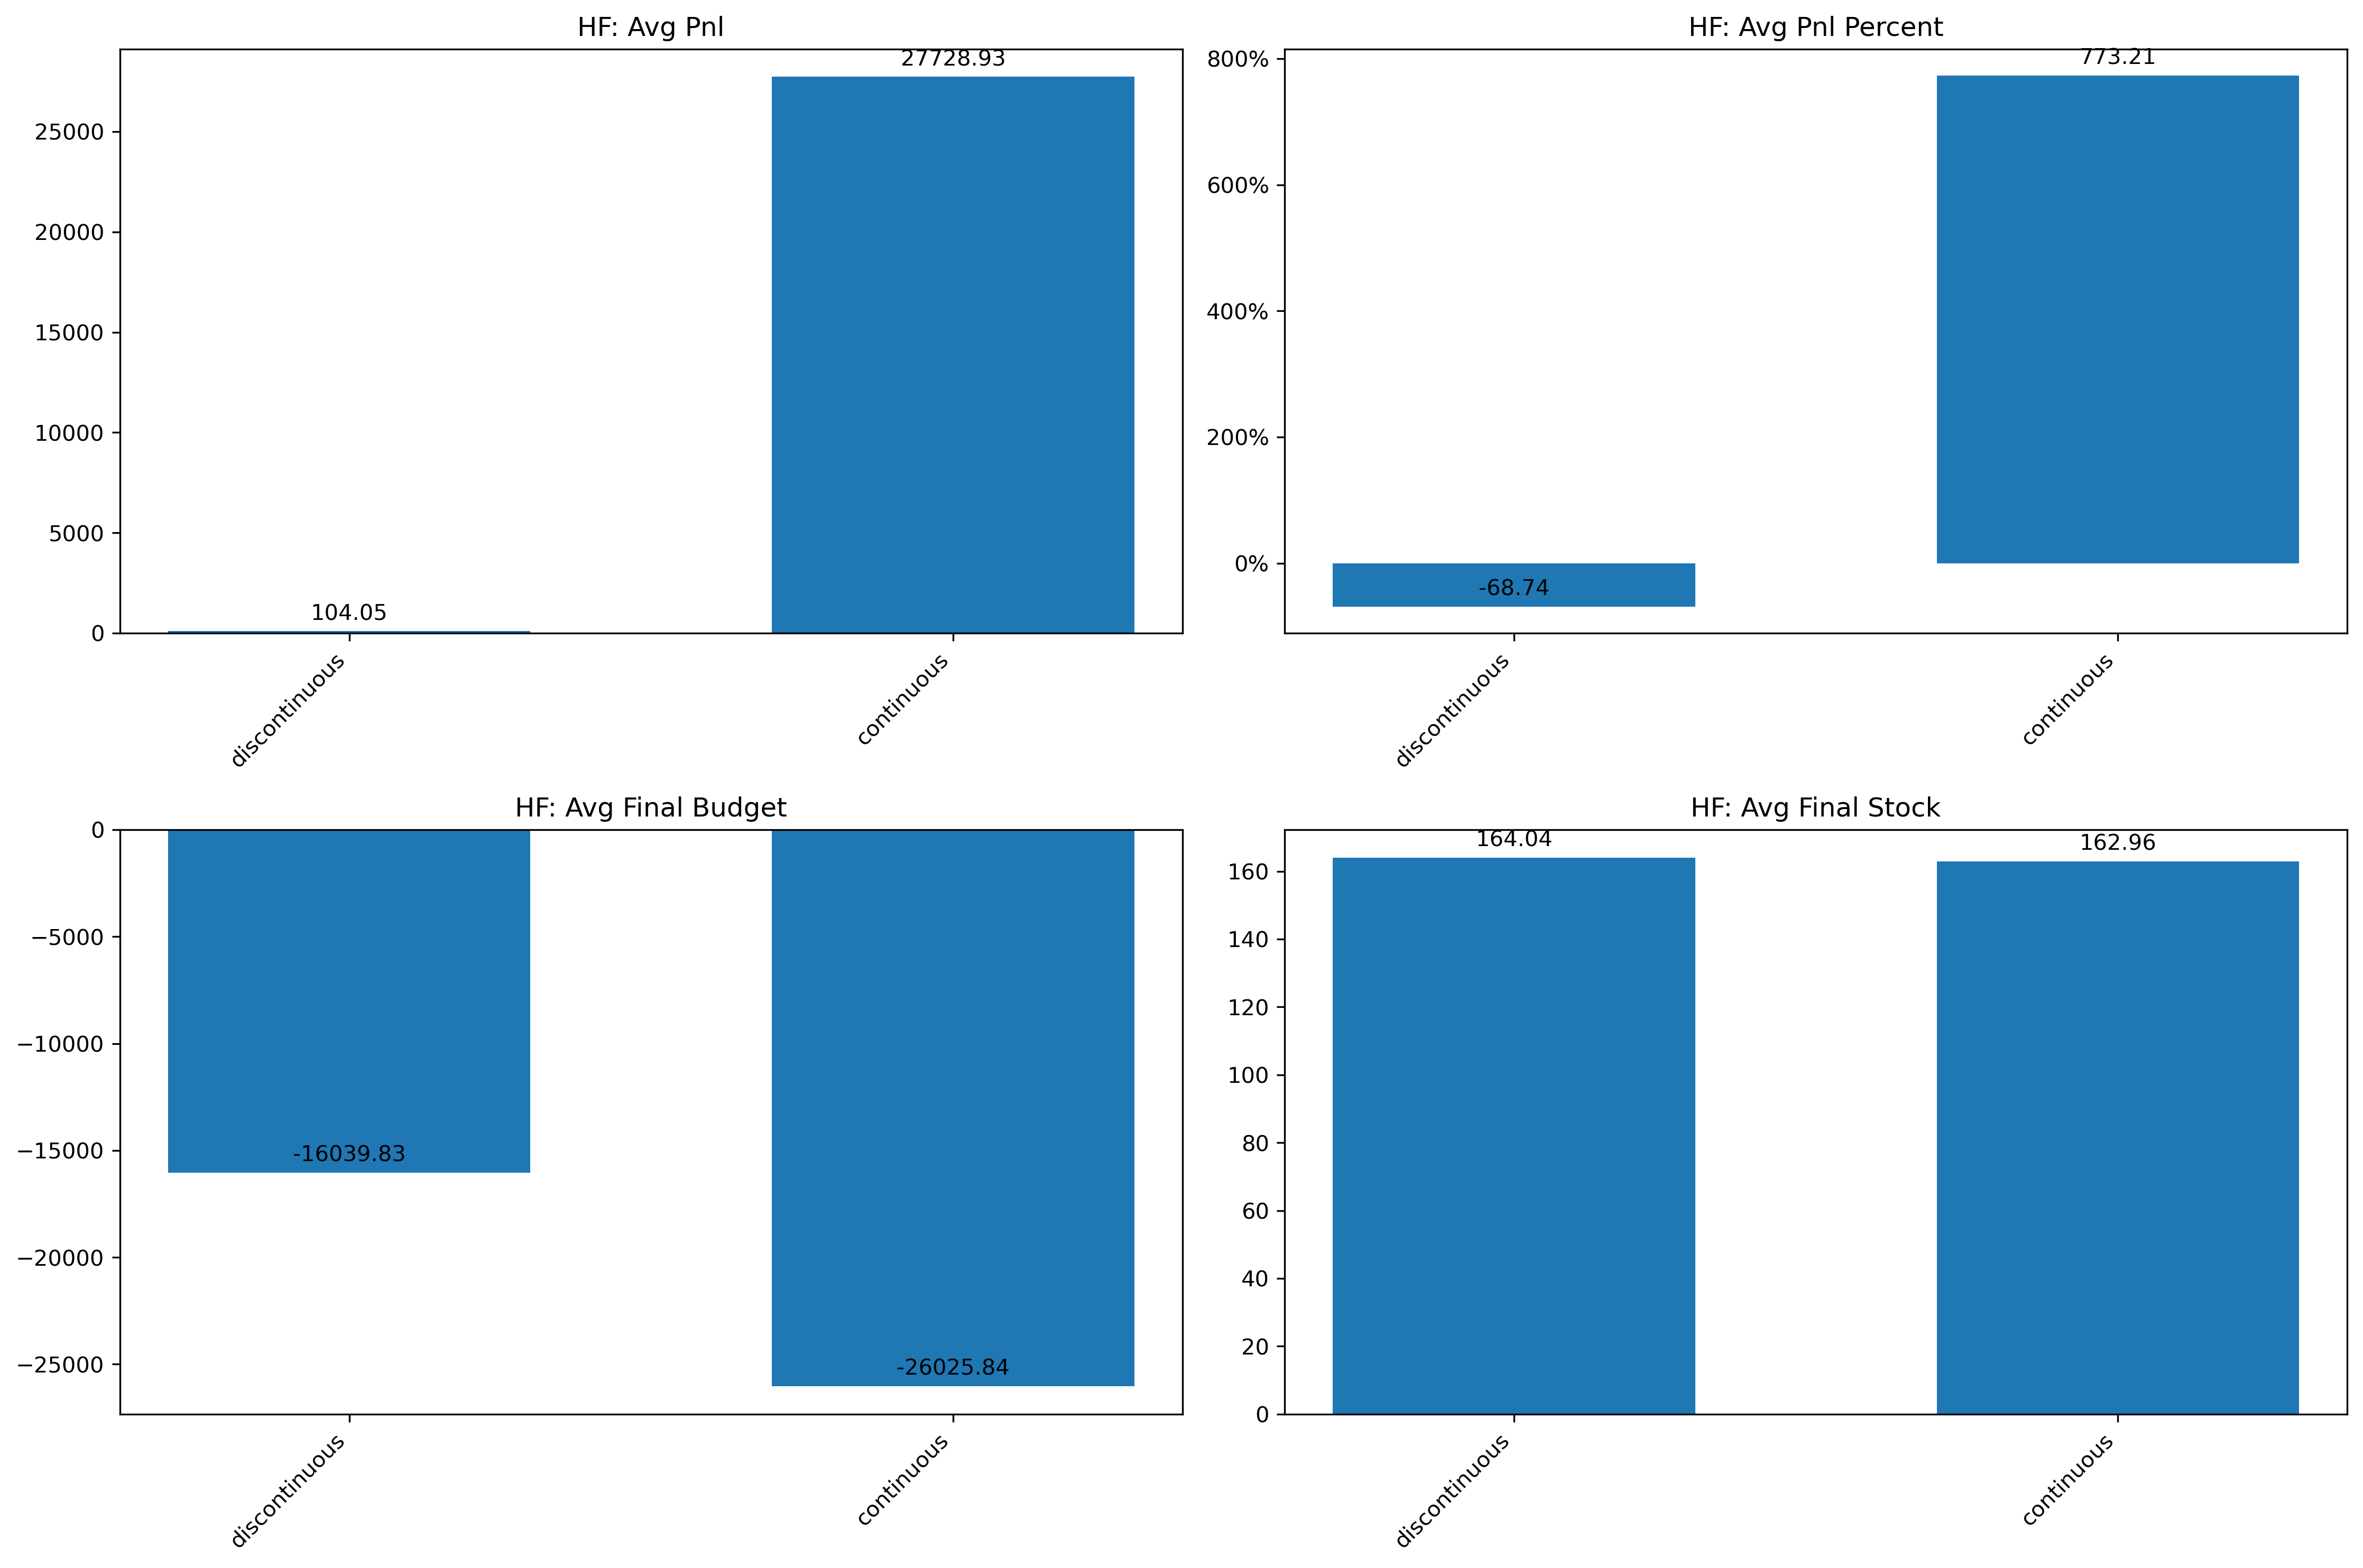 HF: Avg Pnl
27728.93
25000
20000
15000
10000
5000
104.05
0
discontinuous
continuous
HF: Avg Pnl Percent
800%
773.21
600%
400%
200%
0%
-68.74
discontinuous
continuous
HF: Avg Final Budget
0
−5000
−10000
−15000
-16039.83
−20000
−25000
-26025.84
discontinuous
continuous
HF: Avg Final Stock
164.04
162.96
160
140
120
100
80
60
40
20
0
discontinuous
continuous